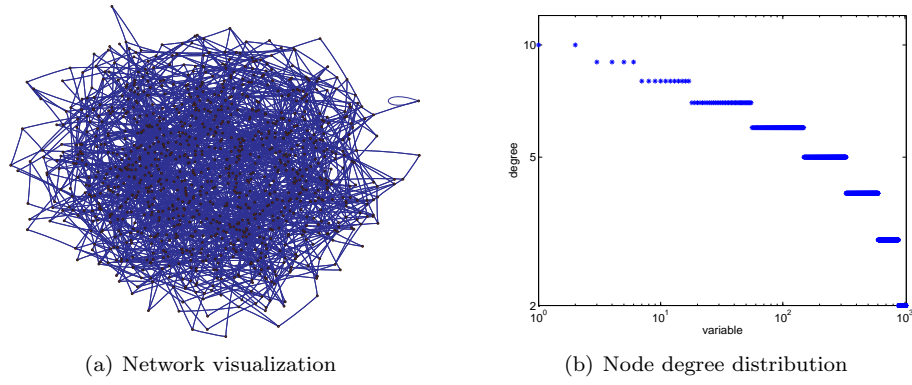 10
5
2
degree
10^0
10^1
10^2
10^3
variable
(a) Network visualization
(b) Node degree distribution